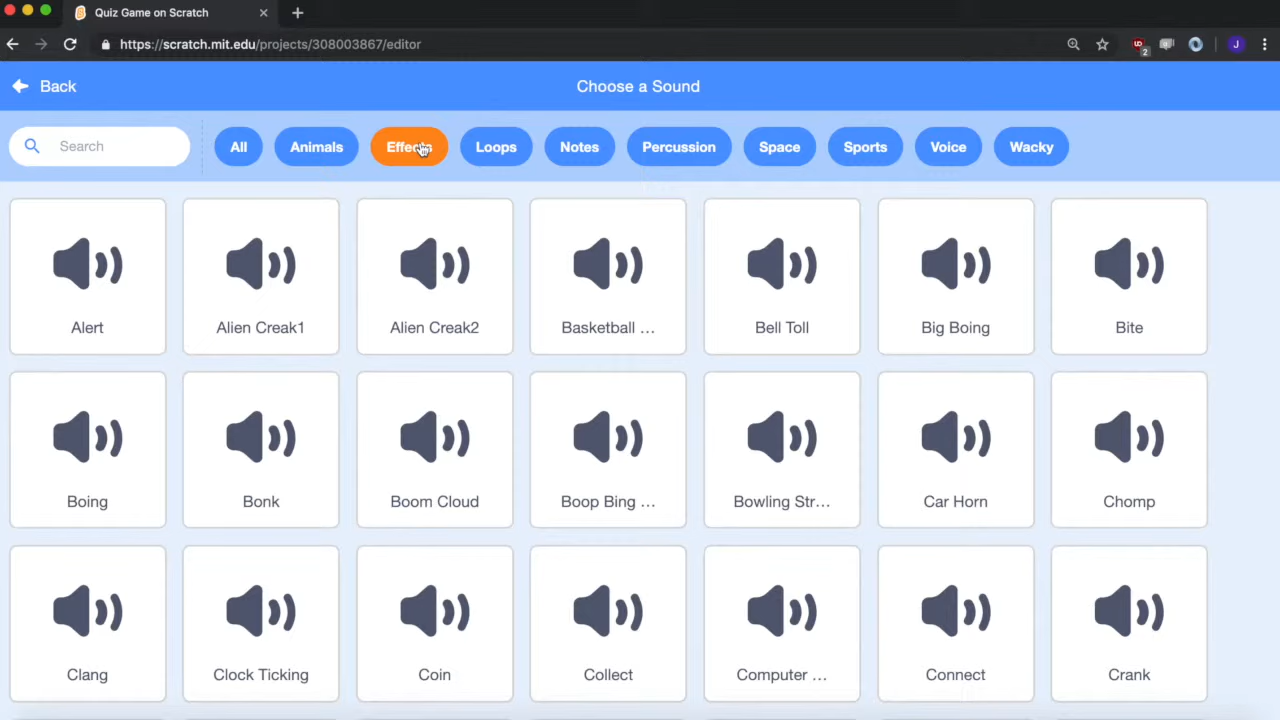 Quiz Game on Scratch
https://scratch.mit.edu/projects/308003867/editor
2
J
Back
Choose a Sound
Search
All
Animals
Effects
Loops
Notes
Percussion
Space
Sports
Voice
Wacky
Alert
Alien Creak1
Alien Creak2
Basketball ...
Bell Toll
Big Boing
Bite
Boing
Bonk
Boom Cloud
Boop Bing ...
Bowling Str...
Car Horn
Chomp
Clang
Clock Ticking
Coin
Collect
Computer ...
Connect
Crank